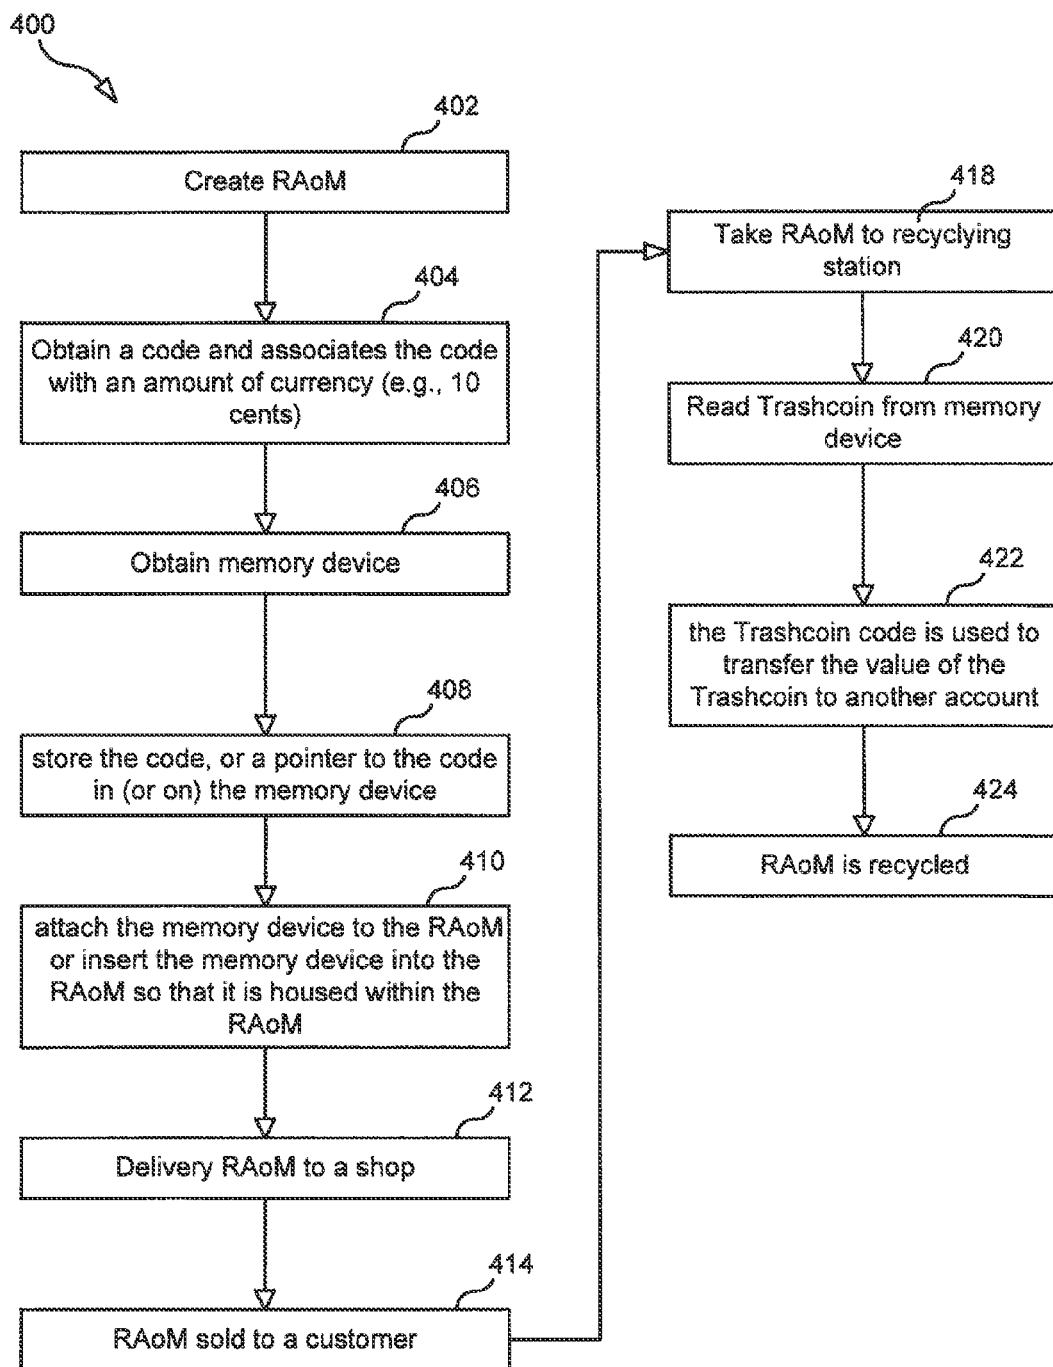 400
402
Create RAoM
404
Obtain a code and associates the code
with an amount of currency (e.g., 10
cents)
406
Obtain memory device
408
store the code, or a pointer to the code
in (or on) the memory device
410
attach the memory device to the RAoM
or insert the memory device into the
RAoM so that it is housed within the
RAoM
412
Delivery RAoM to a shop
414
RAoM sold to a customer
418
Take RAoM to recyclying
station
420
Read Trashcoin from memory
device
422
the Trashcoin code is used to
transfer the value of the
Trashcoin to another account
424
RAoM is recycled